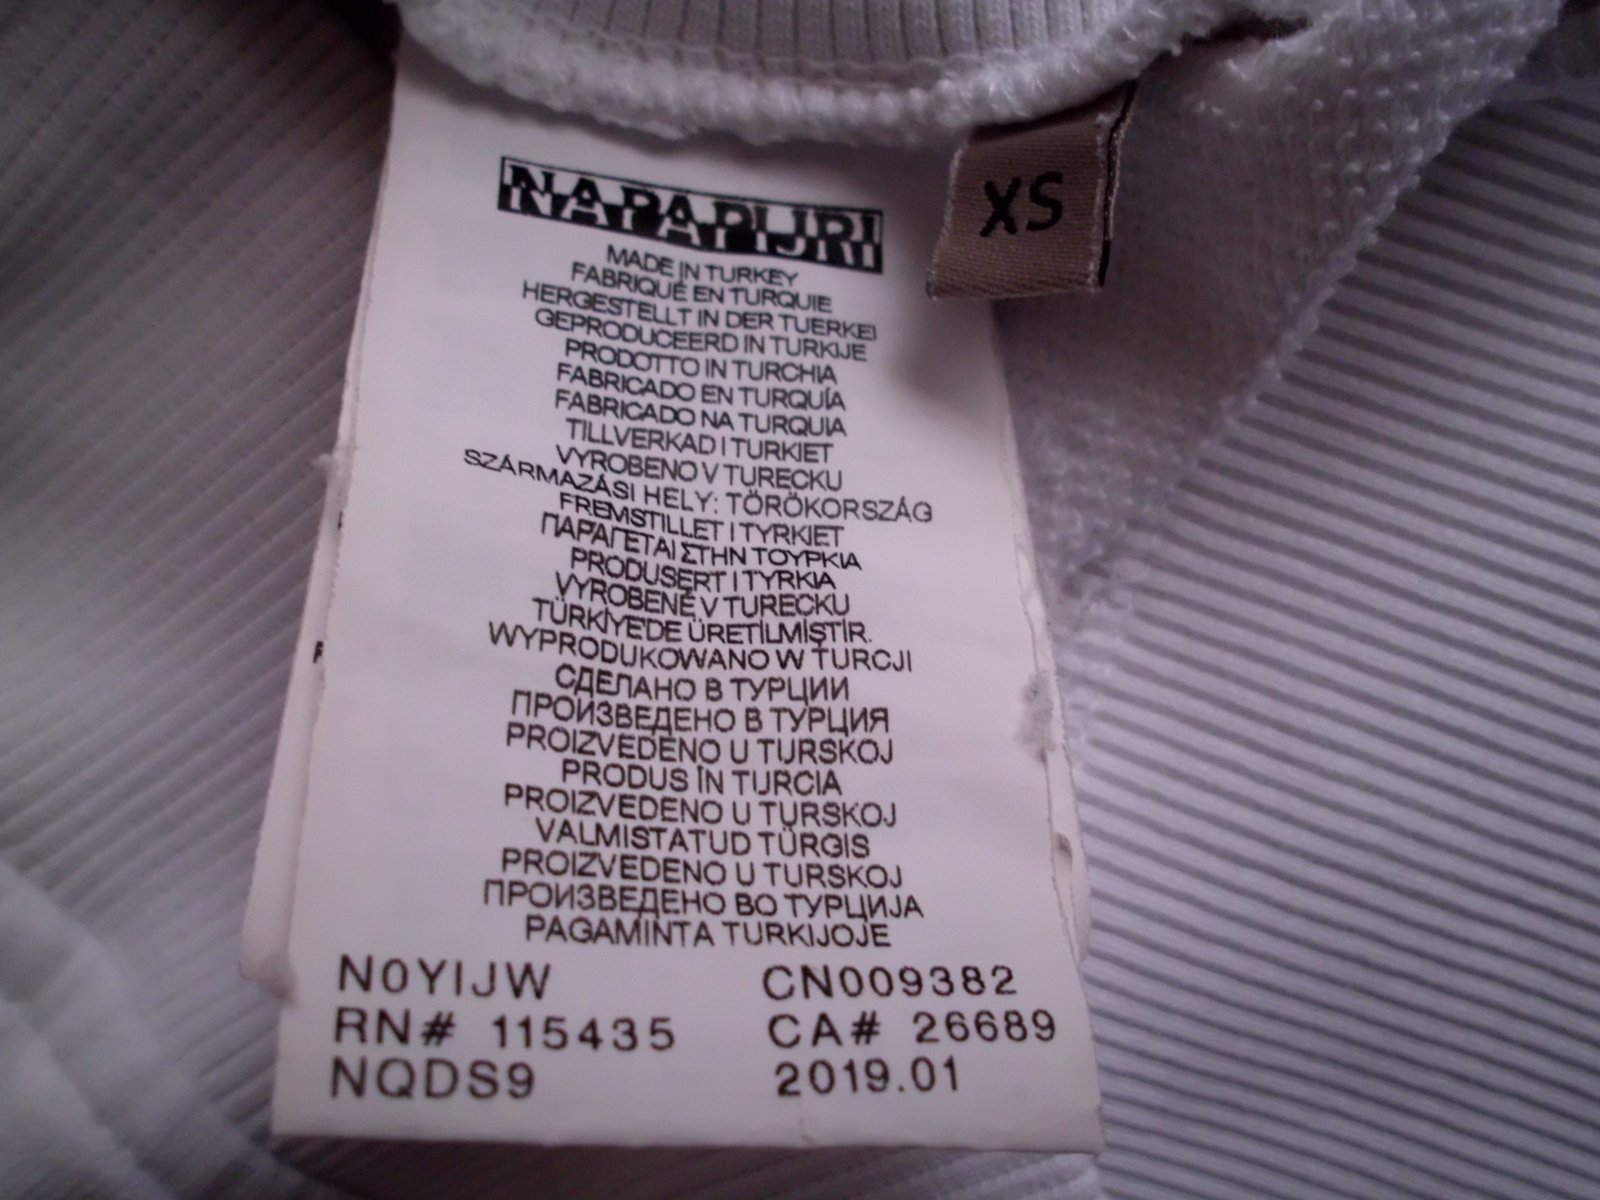 NAPAPIJRI
XS
MADE IN TURKEY
FABRIQUÉ EN TURQUIE
HERGESTELLT IN DER TUERKEI
GEPRODUCEERD IN TURKIJE
PRODOTTO IN TURCHIA
FABRICADO EN TURQUÍA
FABRICADO NA TURQUIA
TILLVERKAD I TURKIET
VYROBENO V TURECKU
SZÁRMAZÁSI HELY: TÖRÖKORSZÁG
FREMSTILLET I TYRKIET
ΠΑΡΑΓΕΤΑΙ ΣΤΗΝ ΤΟΥΡΚΙΑ
PRODUSERT I TYRKIA
VYROBENÉ V TURECKU
TÜRKİYE'DE ÜRETİLMİŞTİR.
WYPRODUKOWANO W TURCJI
СДЕЛАНО В ТУРЦИИ
ПРОИЗВЕДЕНО В ТУРЦИЯ
PROIZVEDENO U TURSKOJ
PRODUS ÎN TURCIA
PROIZVEDENO U TURSKOJ
VALMISTATUD TÜRGIS
PROIZVEDENO U TURSKOJ
ПРОИЗВЕДЕНО ВО ТУРЦИЈА
PAGAMINTA TURKIJOJE
N0YIJW CN009382
RN# 115435 CA# 26689
NQDS9 2019.01